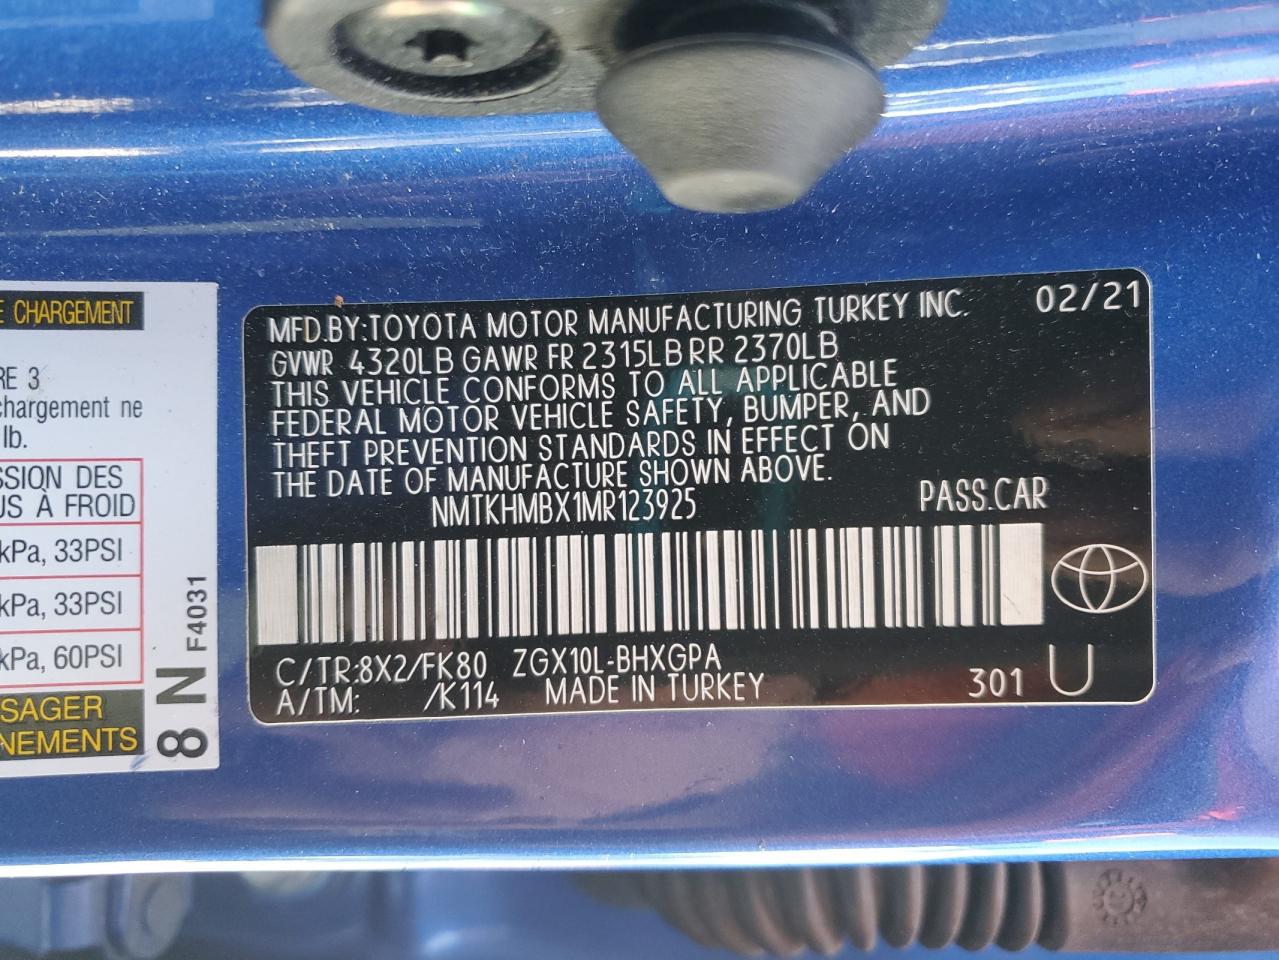 E CHARGEMENT
RE 3
chargement ne
lb.
SSION DES
US À FROID
kPa, 33PSI
kPa, 33PSI
kPa, 60PSI
SAGER
NEMENTS
8 N F4031
MFD.BY:TOYOTA MOTOR MANUFACTURING TURKEY INC. 02/21
GVWR 4320LB GAWR FR 2315LB RR 2370LB
THIS VEHICLE CONFORMS TO ALL APPLICABLE
FEDERAL MOTOR VEHICLE SAFETY, BUMPER, AND
THEFT PREVENTION STANDARDS IN EFFECT ON
THE DATE OF MANUFACTURE SHOWN ABOVE.
NMTKHMBX1MR123925 PASS.CAR
C/TR:8X2/FK80 ZGX10L-BHXGPA
A/TM: /K114 MADE IN TURKEY 301 U